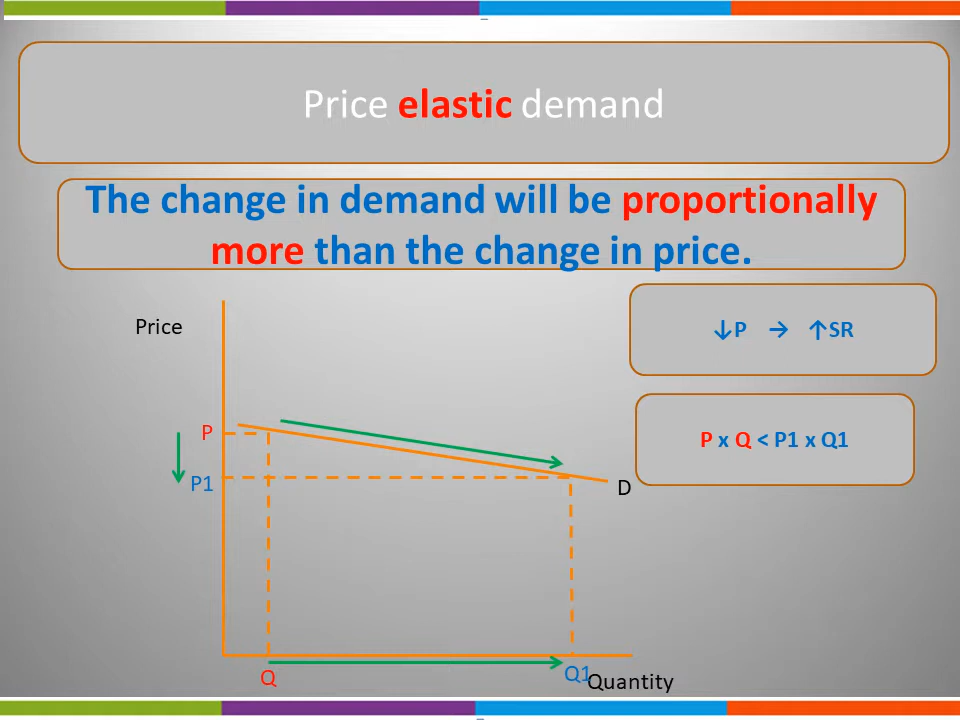 Price elastic demand
The change in demand will be proportionally
more than the change in price.
Price
↓P → ↑SR
P
P x Q < P1 x Q1
P1
D
Q
Q1
Quantity